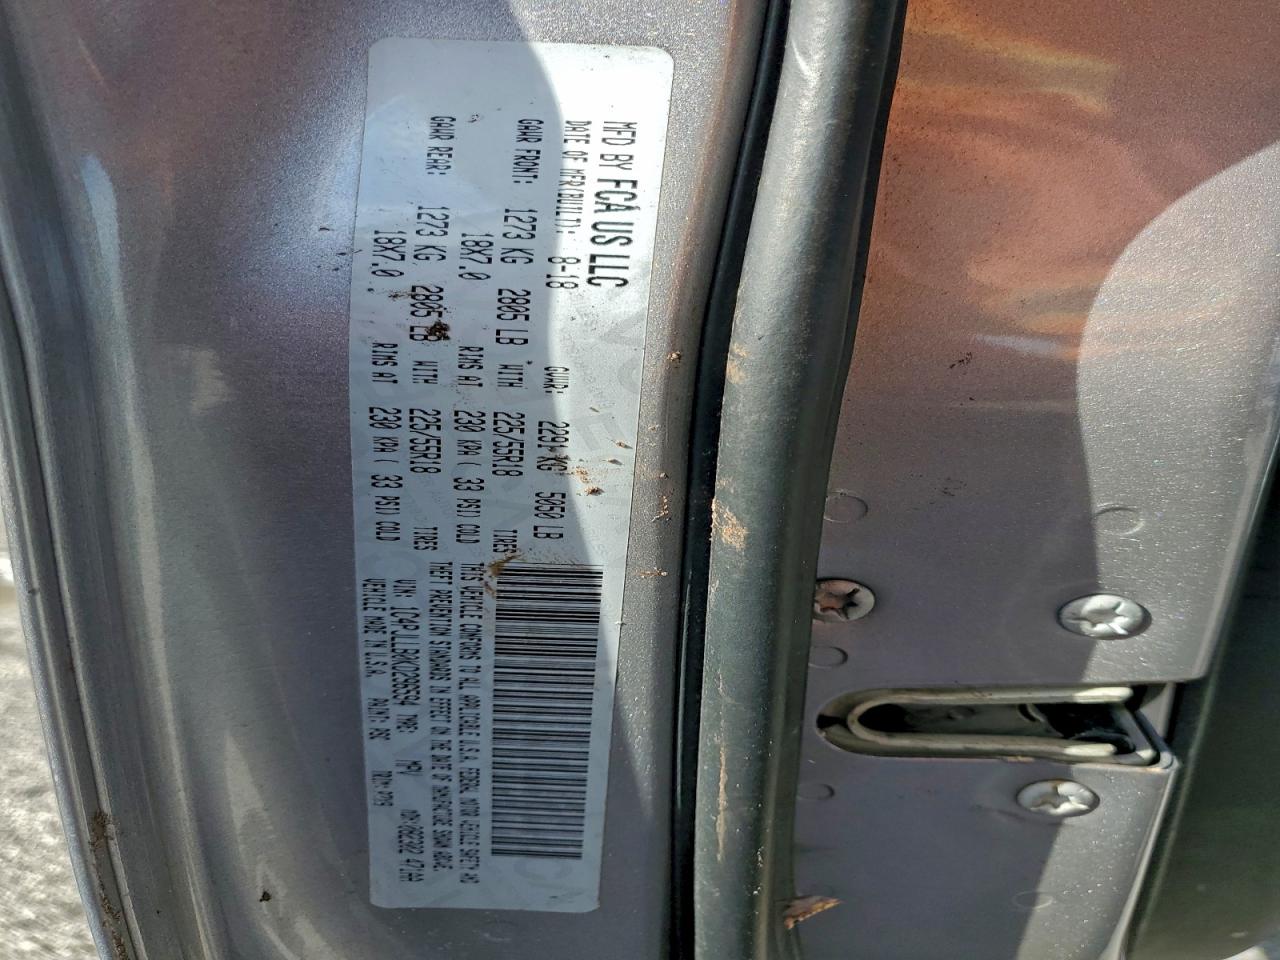 MFD BY FCA US LLC
DATE OF MFR(BUILT): 8-18 GVWR: 2291 KG 5050 LB
GAWR FRONT: 1273 KG 2805 LB WITH 225/55R18 TIRES
18X7.0 RIMS AT 230 KPA ( 33 PSI) COLD
GAWR REAR: 1273 KG 2805 LB WITH 225/55R18 TIRES
18X7.0 RIMS AT 230 KPA ( 33 PSI) COLD
THIS VEHICLE CONFORMS TO ALL APPLICABLE U.S.A. FEDERAL MOTOR VEHICLE SAFETY AND
THEFT PREVENTION STANDARDS IN EFFECT ON THE DATE OF MANUFACTURE SHOWN ABOVE.
VIN: TYPE: MPV
VEHICLE MADE IN U.S.A. PAINT: